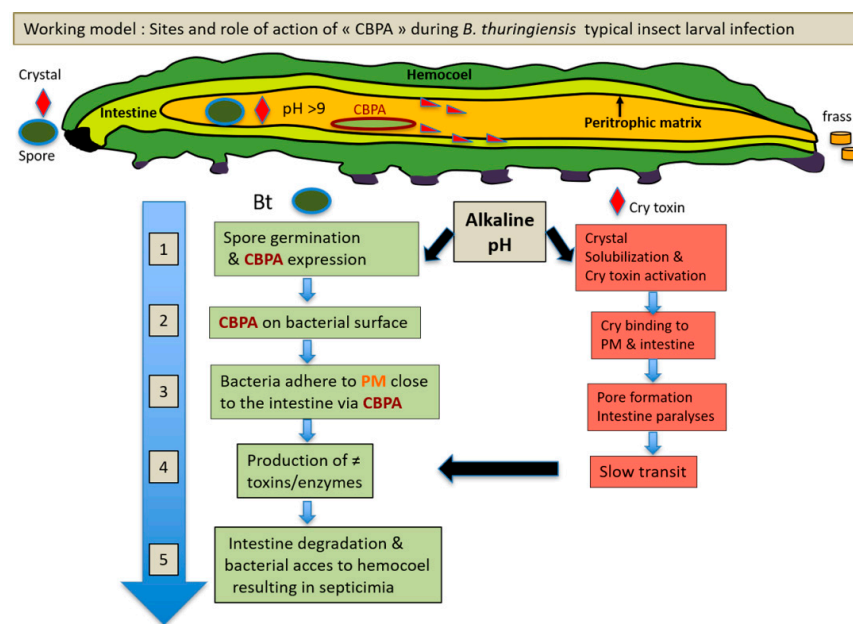 Working model : Sites and role of action of « CBPA » during B. thuringiensis typical insect larval infection
Crystal
Hemocoel
Intestine
pH >9
CBPA
Peritrophic matrix
frass
Spore
Bt
Cry toxin
Alkaline
pH
1
Spore germination
& CBPA expression
Crystal
Solubilization &
Cry toxin activation
2
CBPA on bacterial surface
Cry binding to
PM & intestine
3
Bacteria adhere to PM close
to the intestine via CBPA
Pore formation
Intestine paralyses
4
Production of ≠
toxins/enzymes
Slow transit
5
Intestine degradation &
bacterial acces to hemocoel
resulting in septicimia